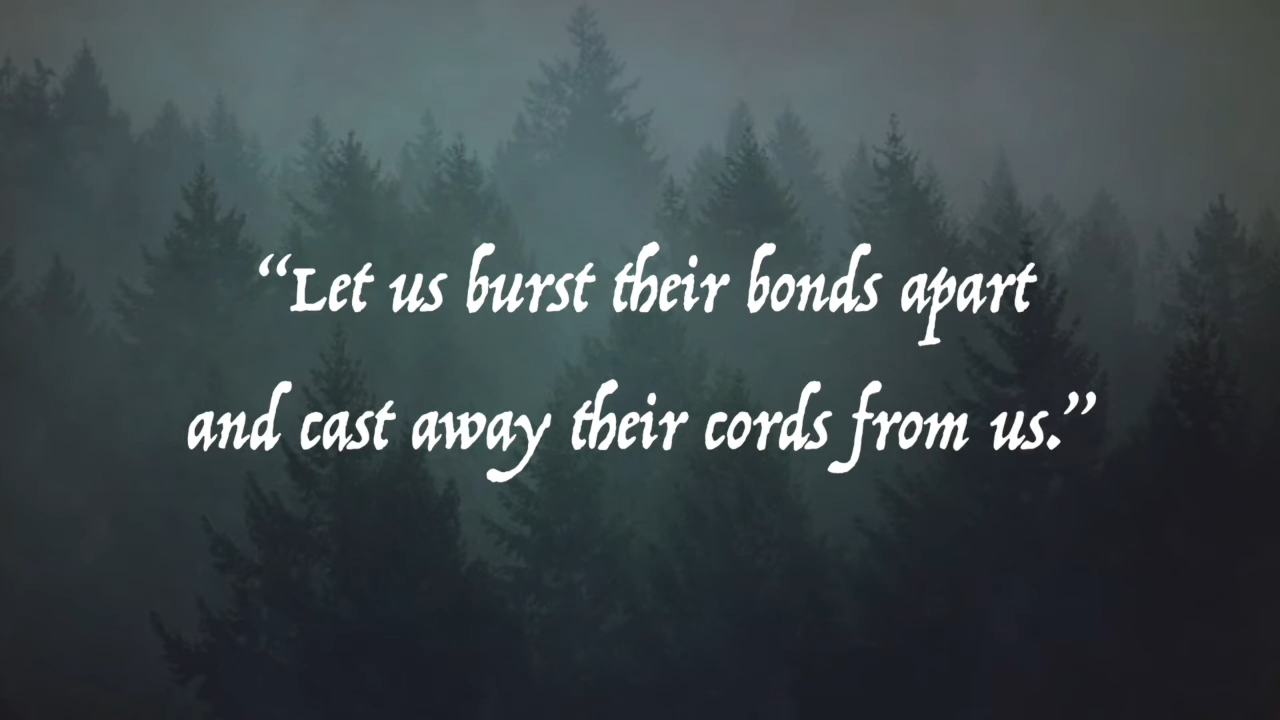 “Let us burst their bonds apart
and cast away their cords from us.”